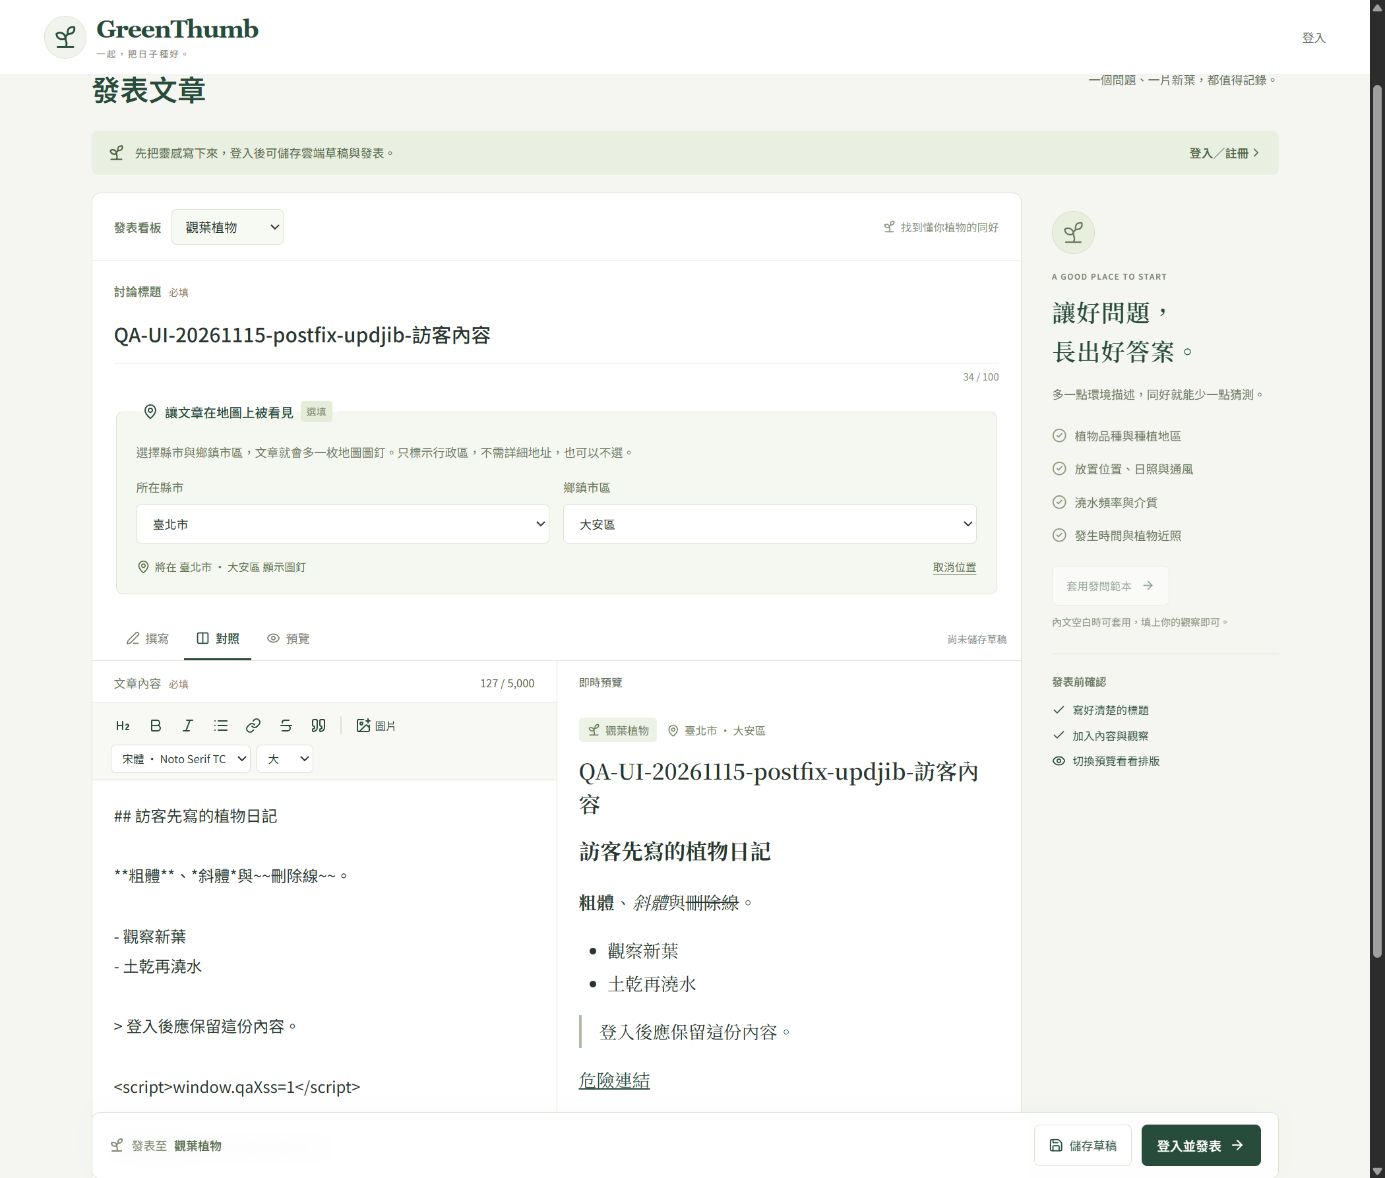 GreenThumb
一起，把日子種好。
登入
發表文章
一個問題、一片新葉，都值得記錄。
先把靈感寫下來，登入後可儲存雲端草稿與發表。
登入／註冊
發表看板
觀葉植物
找到懂你植物的同好
討論標題 必填
QA-UI-20261115-postfix-updjib-訪客內容
34 / 100
讓文章在地圖上被看見 選填
選擇縣市與鄉鎮市區，文章就會多一枚地圖圖釘。只標示行政區，不需詳細地址，也可以不選。
所在縣市
鄉鎮市區
臺北市
大安區
將在 臺北市 · 大安區 顯示圖釘
取消位置
撰寫
對照
預覽
尚未儲存草稿
文章內容 必填
127 / 5,000
H2 B I 圖片
宋體 · Noto Serif TC
大
## 訪客先寫的植物日記
**粗體**、*斜體*與~~刪除線~~。
- 觀察新葉
- 土乾再澆水
> 登入後應保留這份內容。
<script>window.qaXss=1</script>
即時預覽
觀葉植物
臺北市 · 大安區
QA-UI-20261115-postfix-updjib-訪客內
容
訪客先寫的植物日記
粗體、斜體與刪除線。
觀察新葉
土乾再澆水
登入後應保留這份內容。
危險連結
A GOOD PLACE TO START
讓好問題，
長出好答案。
多一點環境描述，同好就能少一點猜測。
植物品種與種植地區
放置位置、日照與通風
澆水頻率與介質
發生時間與植物近照
套用發問範本
內文空白時可套用，填上你的觀察即可。
發表前確認
寫好清楚的標題
加入內容與觀察
切換預覽看看排版
發表至 觀葉植物
儲存草稿
登入並發表